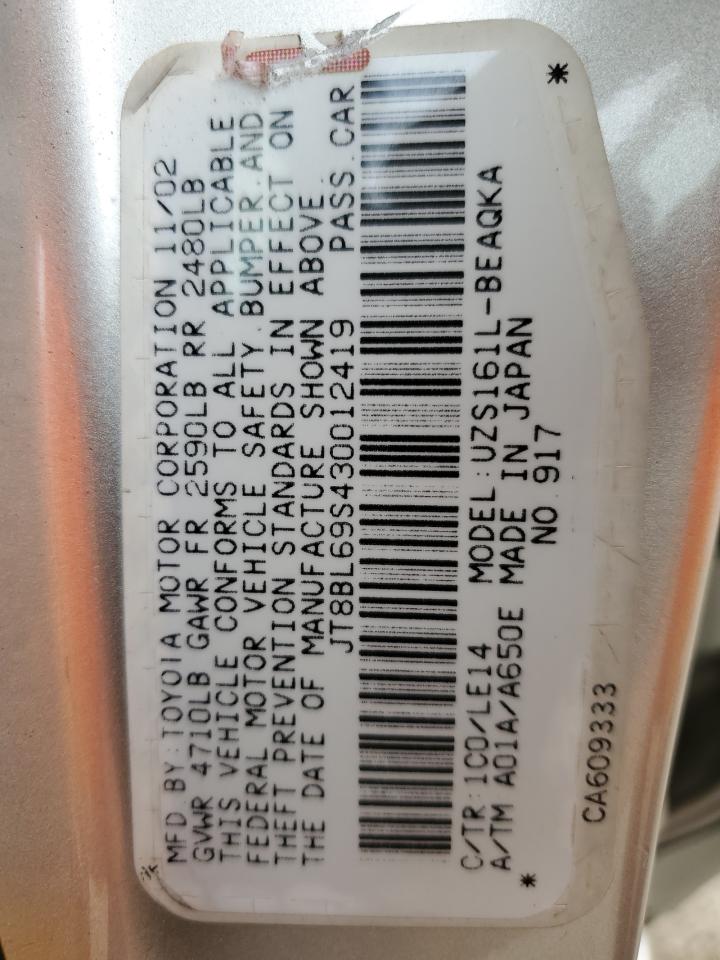 MFD BY:TOYOTA MOTOR CORPORATION 11/02
GVWR 4710LB GAWR FR 2590LB RR 2480LB
THIS VEHICLE CONFORMS TO ALL APPLICABLE
FEDERAL MOTOR VEHICLE SAFETY BUMPER AND
THEFT PREVENTION STANDARDS IN EFFECT ON
THE DATE OF MANUFACTURE SHOWN ABOVE.
JT8BL69S430012419 PASS.CAR
C/TR:1C0/LE14 MODEL:UZS161L-BEAQKA
A/TM A01A/A650E MADE IN JAPAN
NO.917
CA609333